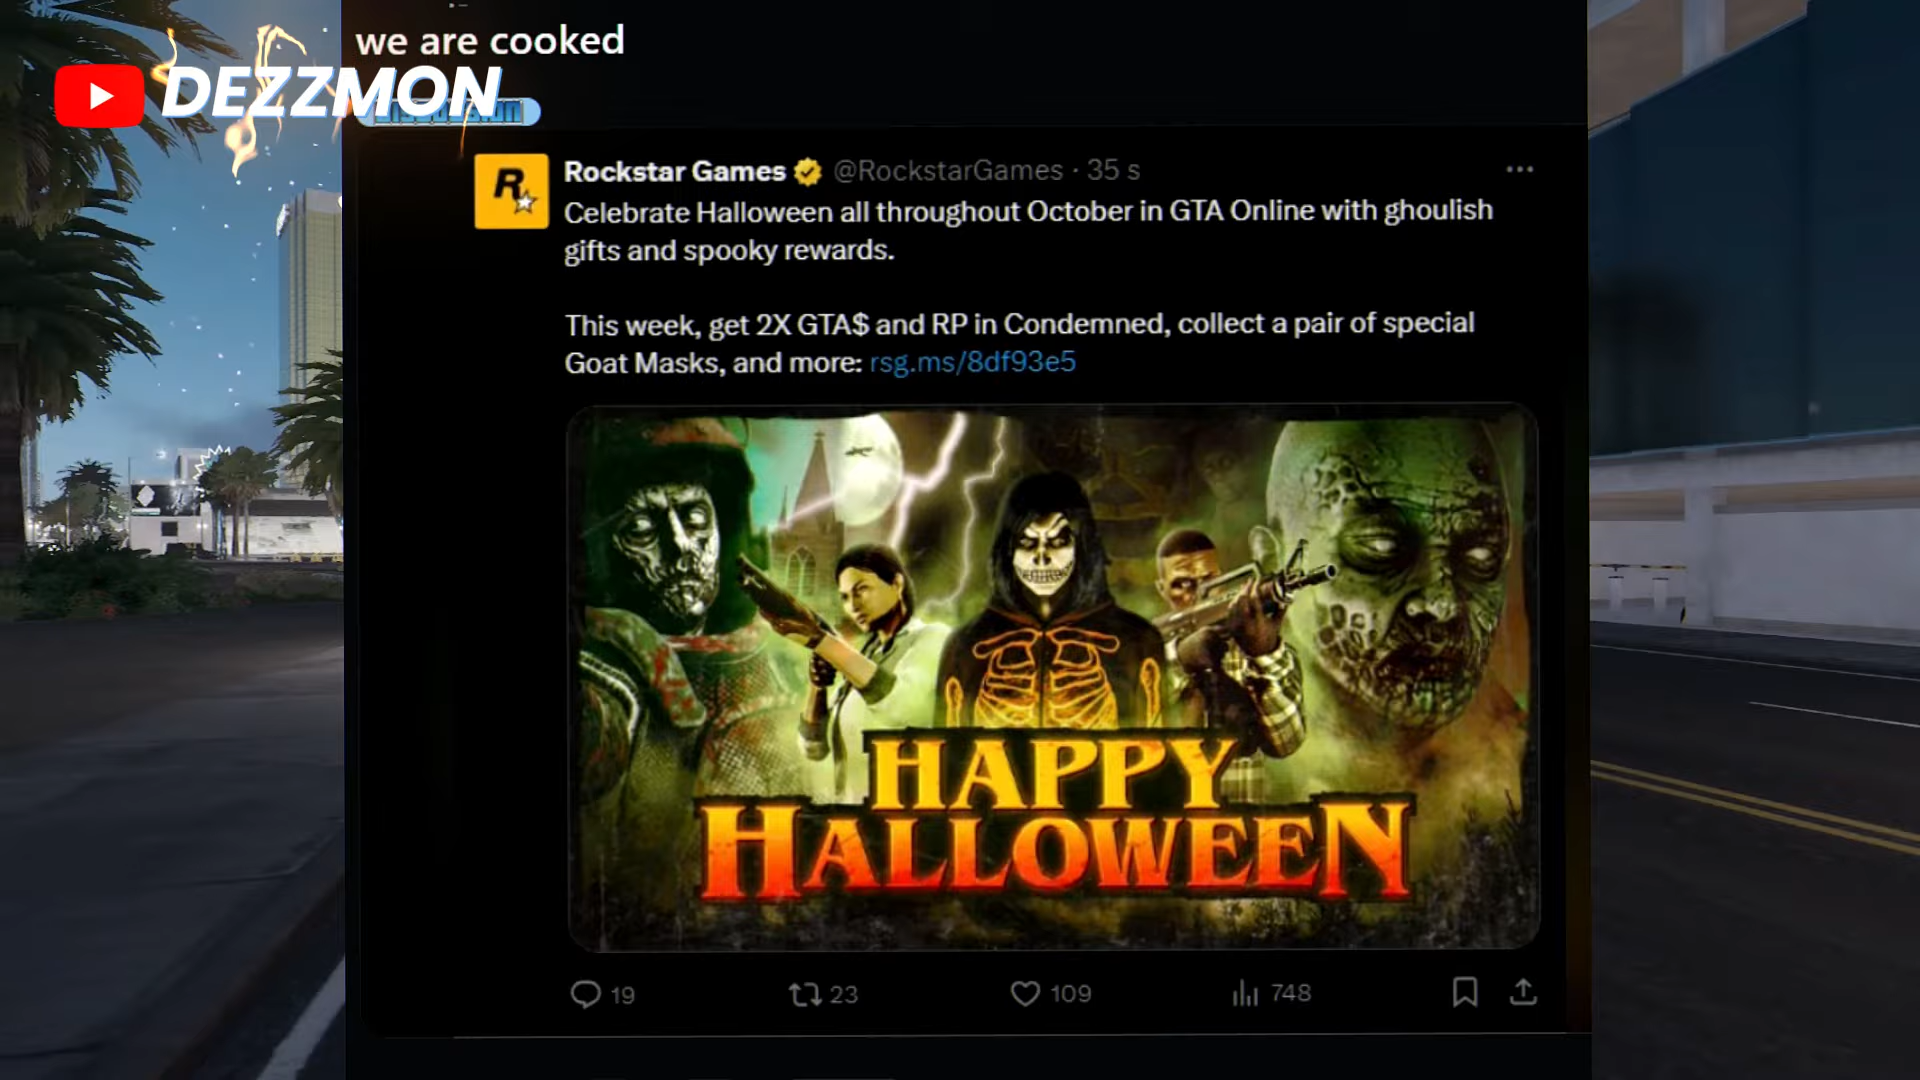 we are cooked
DEZZMON
Discussion
Rockstar Games @RockstarGames · 35 s
Celebrate Halloween all throughout October in GTA Online with ghoulish
gifts and spooky rewards.
This week, get 2X GTA$ and RP in Condemned, collect a pair of special
Goat Masks, and more: rsg.ms/8df93e5
HAPPY
HALLOWEEN
19 23 109 748